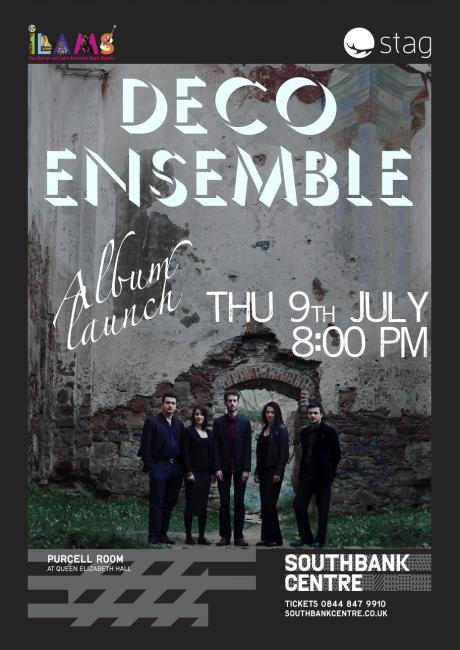 ILAMS
The Iberian and Latin American Music Society
stag
DECO
ENSEMBLE
Album
launch
THU 9TH JULY
8:00 PM
PURCELL ROOM
AT QUEEN ELIZABETH HALL
SOUTHBANK
CENTRE
TICKETS 0844 847 9910
SOUTHBANKCENTRE.CO.UK